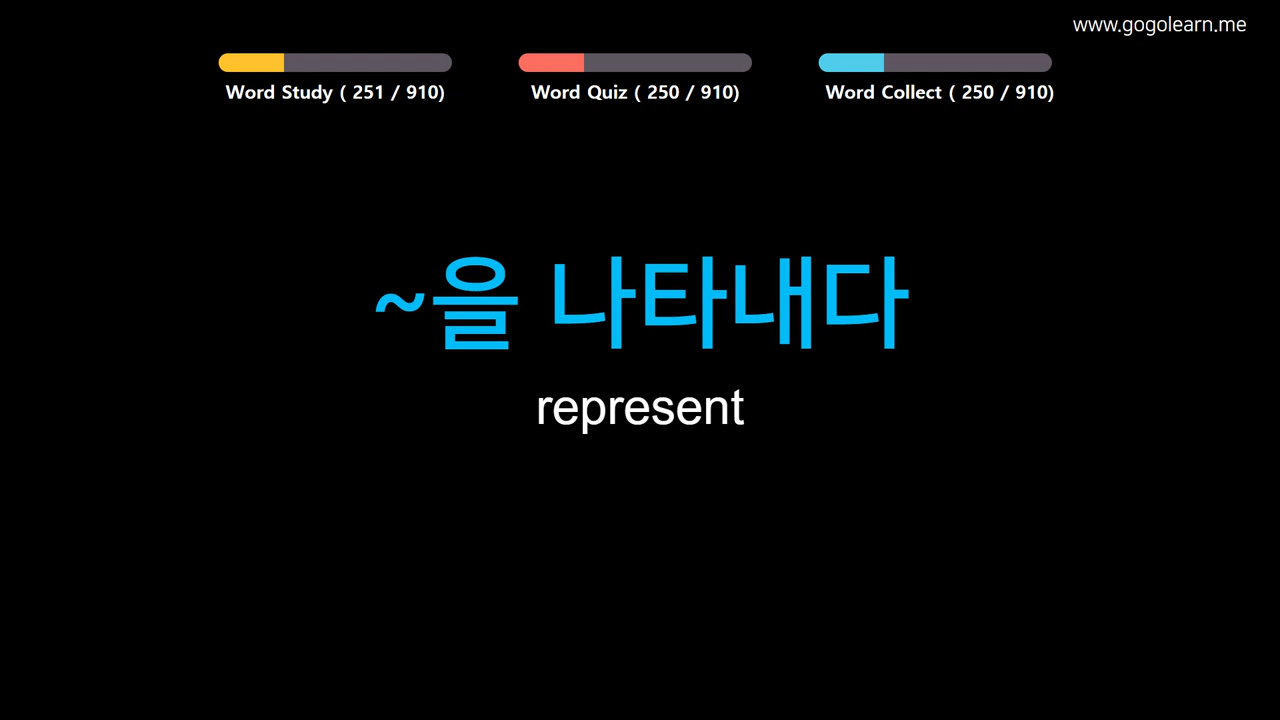 www.gogolearn.me
Word Study ( 251 / 910)
Word Quiz ( 250 / 910)
Word Collect ( 250 / 910)
~을 나타내다
represent